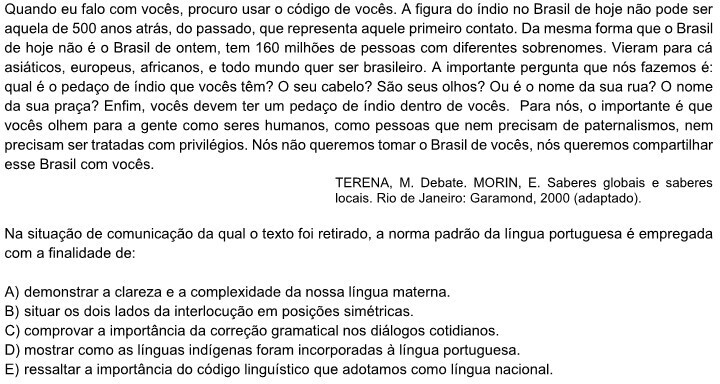 Quando eu falo com vocês, procuro usar o código de vocês. A figura do índio no Brasil de hoje não pode ser
aquela de 500 anos atrás, do passado, que representa aquele primeiro contato. Da mesma forma que o Brasil
de hoje não é o Brasil de ontem, tem 160 milhões de pessoas com diferentes sobrenomes. Vieram para cá
asiáticos, europeus, africanos, e todo mundo quer ser brasileiro. A importante pergunta que nós fazemos é:
qual é o pedaço de índio que vocês têm? O seu cabelo? São seus olhos? Ou é o nome da sua rua? O nome
da sua praça? Enfim, vocês devem ter um pedaço de índio dentro de vocês. Para nós, o importante é que
vocês olhem para a gente como seres humanos, como pessoas que nem precisam de paternalismos, nem
precisam ser tratadas com privilégios. Nós não queremos tomar o Brasil de vocês, nós queremos compartilhar
esse Brasil com vocês.
TERENA, M. Debate. MORIN, E. Saberes globais e saberes
locais. Rio de Janeiro: Garamond, 2000 (adaptado).
Na situação de comunicação da qual o texto foi retirado, a norma padrão da língua portuguesa é empregada
com a finalidade de:
A) demonstrar a clareza e a complexidade da nossa língua materna.
B) situar os dois lados da interlocução em posições simétricas.
C) comprovar a importância da correção gramatical nos diálogos cotidianos.
D) mostrar como as línguas indígenas foram incorporadas à língua portuguesa.
E) ressaltar a importância do código linguístico que adotamos como língua nacional.